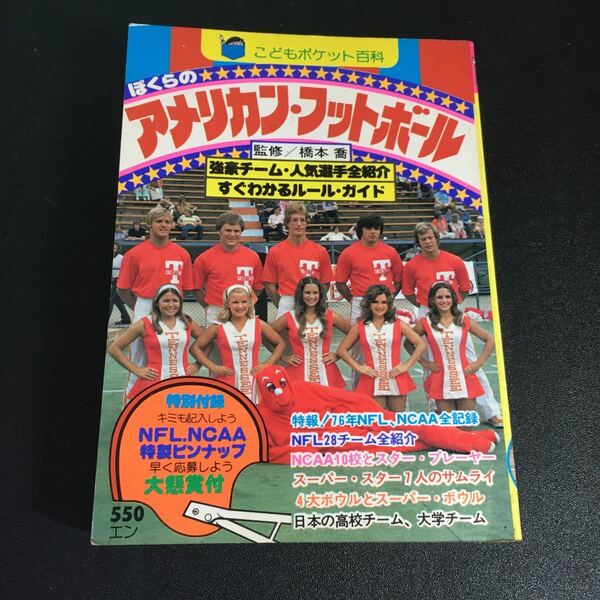 こどもポケット百科
ぼくらの
アメリカン・フットボール
監修/橋本 喬
強豪チーム・人気選手全紹介
すぐわかるルール・ガイド
T
T
T
T
T
TENNESSEE
TENNESSEE
TENNESSEE
TENNESSEE
TENNESSEE
特別付録
キミも記入しよう
NFL.NCAA
特製ピンナップ
早く応募しよう
大懸賞付
特報!76年NFL、NCAA全記録
NFL28チーム全紹介
NCAA10校とスター・プレーヤー
スーパー・スター7人のサムライ
4大ボウルとスーパー・ボウル
日本の高校チーム、大学チーム
550
エン